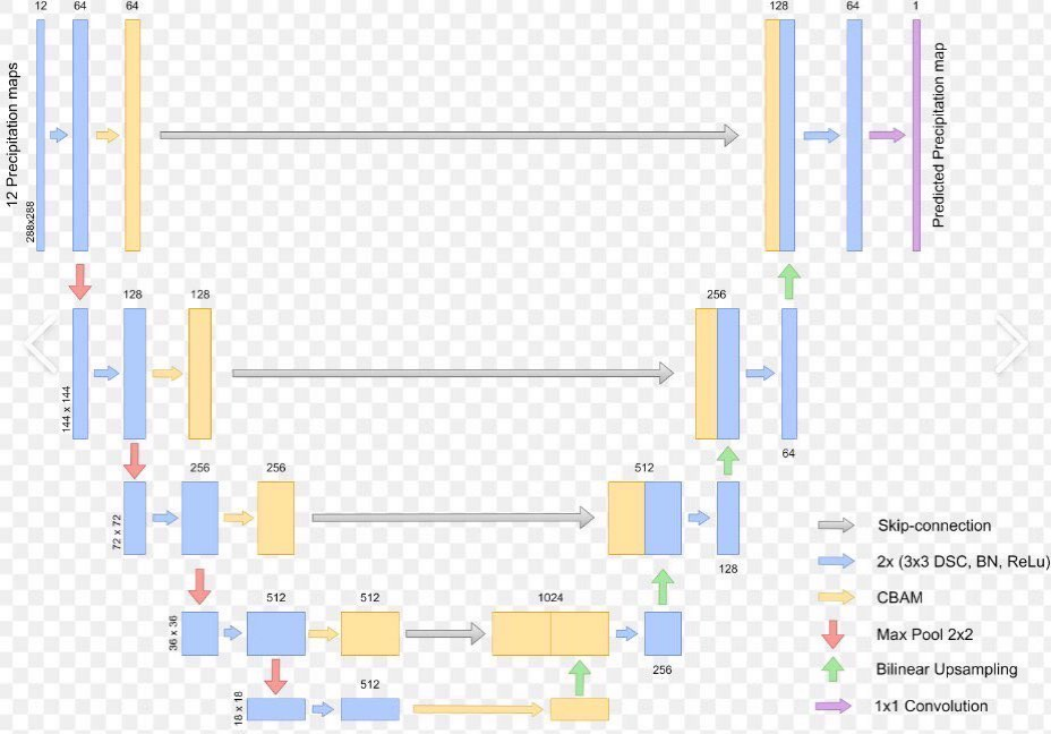 12
64
64
128
64
1
12 Precipitation maps
288x288
Predicted Precipitation map
128
128
256
144 x 144
64
256
256
512
72 x 72
128
512
512
1024
36 x 36
256
512
18 x 18
Skip-connection
2x (3x3 DSC, BN, ReLu)
CBAM
Max Pool 2x2
Bilinear Upsampling
1x1 Convolution